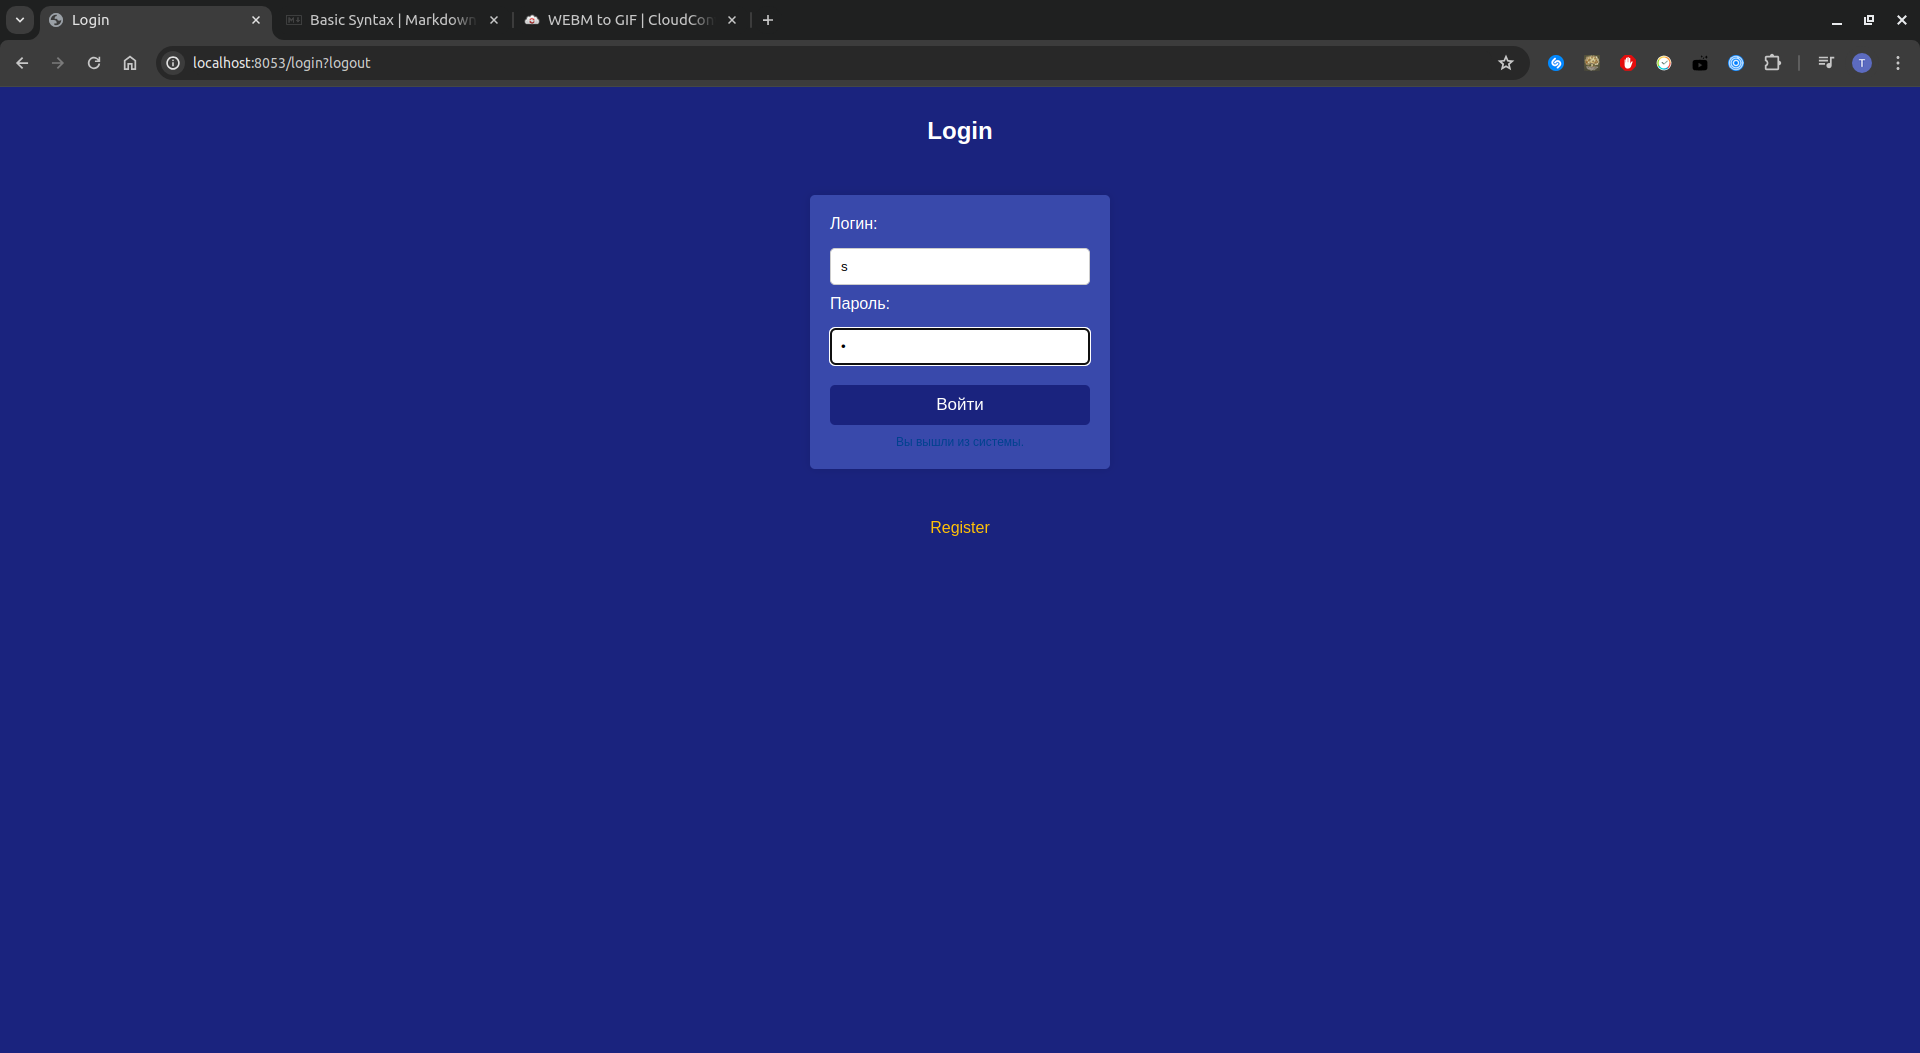 Login
Basic Syntax | Markdown
WEBM to GIF | CloudCon
localhost:8053/login?logout
T
Login
Логин:
s
Пароль:
•
Войти
Вы вышли из системы.
Register